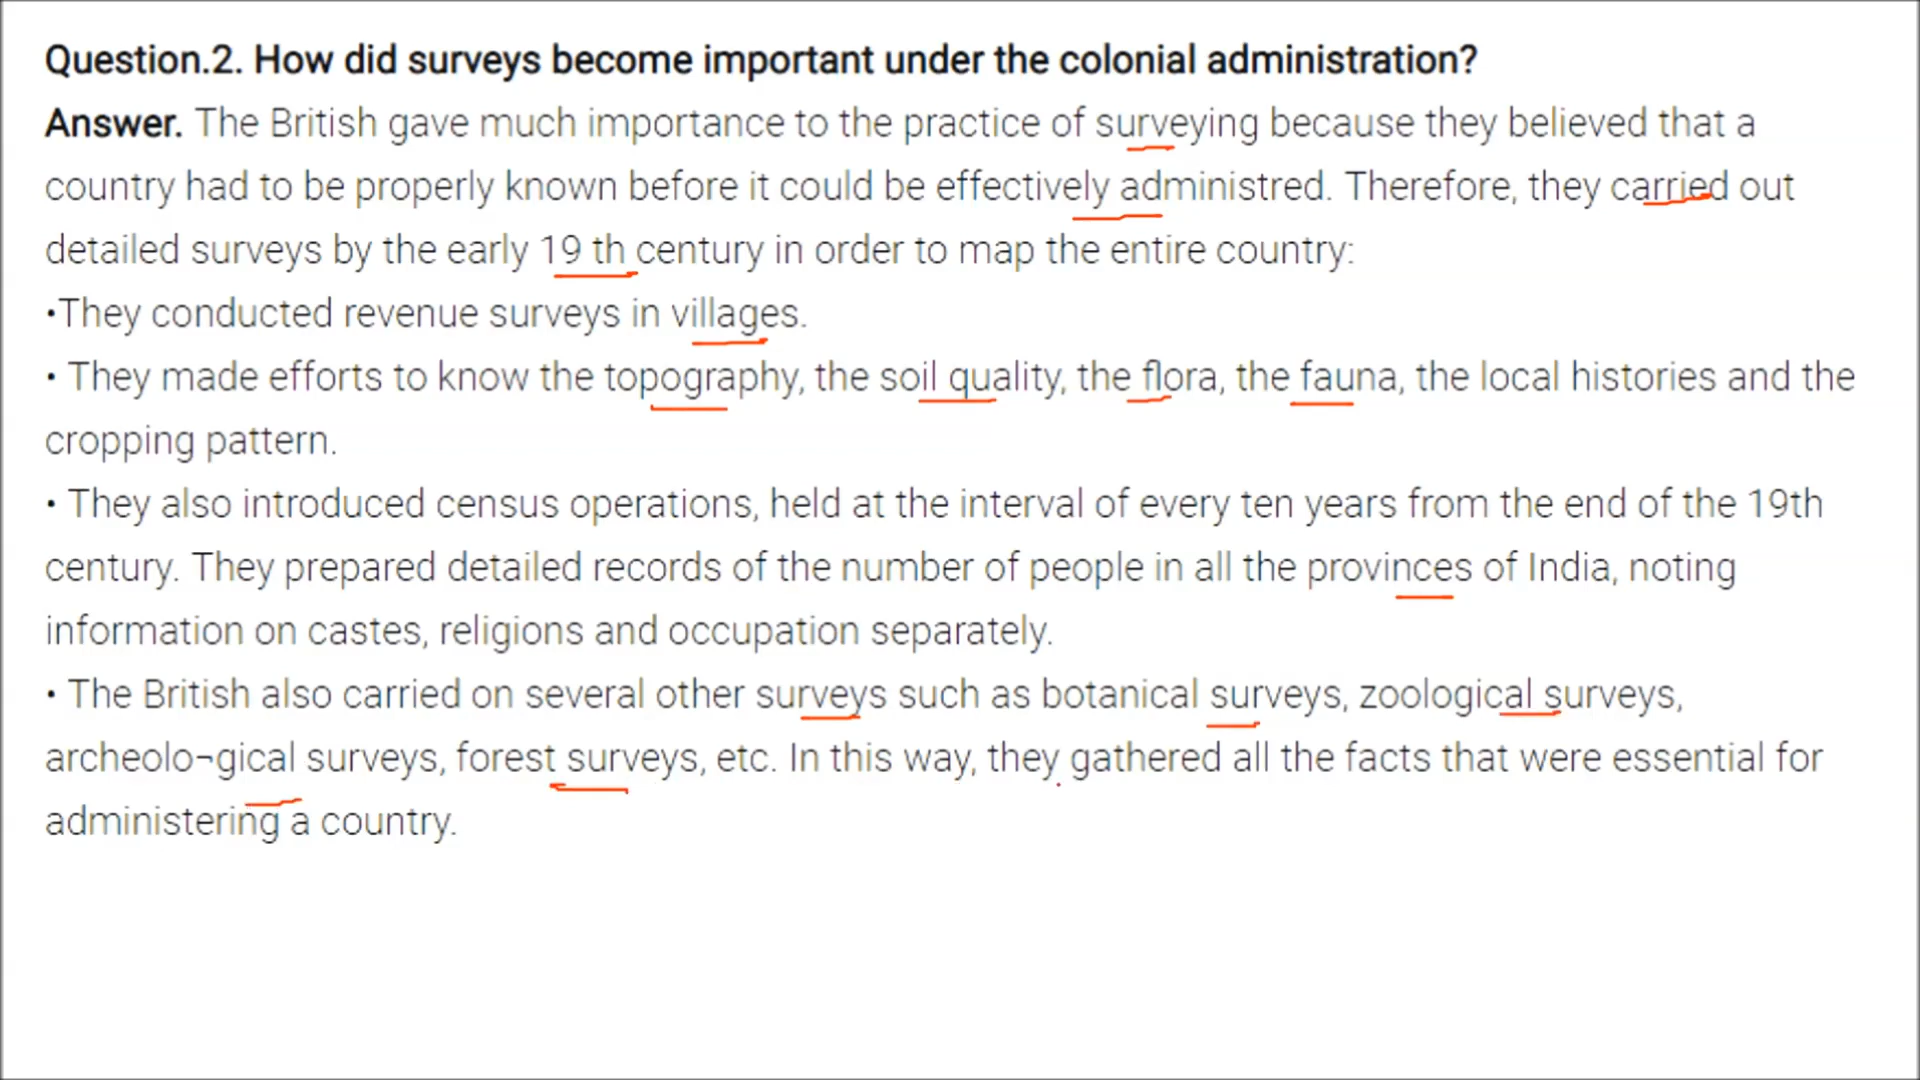 Question.2. How did surveys become important under the colonial administration?
Answer. The British gave much importance to the practice of surveying because they believed that a
country had to be properly known before it could be effectively administred. Therefore, they carried out
detailed surveys by the early 19 th century in order to map the entire country:
•They conducted revenue surveys in villages.
• They made efforts to know the topography, the soil quality, the flora, the fauna, the local histories and the
cropping pattern.
• They also introduced census operations, held at the interval of every ten years from the end of the 19th
century. They prepared detailed records of the number of people in all the provinces of India, noting
information on castes, religions and occupation separately.
• The British also carried on several other surveys such as botanical surveys, zoological surveys,
archeolo¬gical surveys, forest surveys, etc. In this way, they gathered all the facts that were essential for
administering a country.